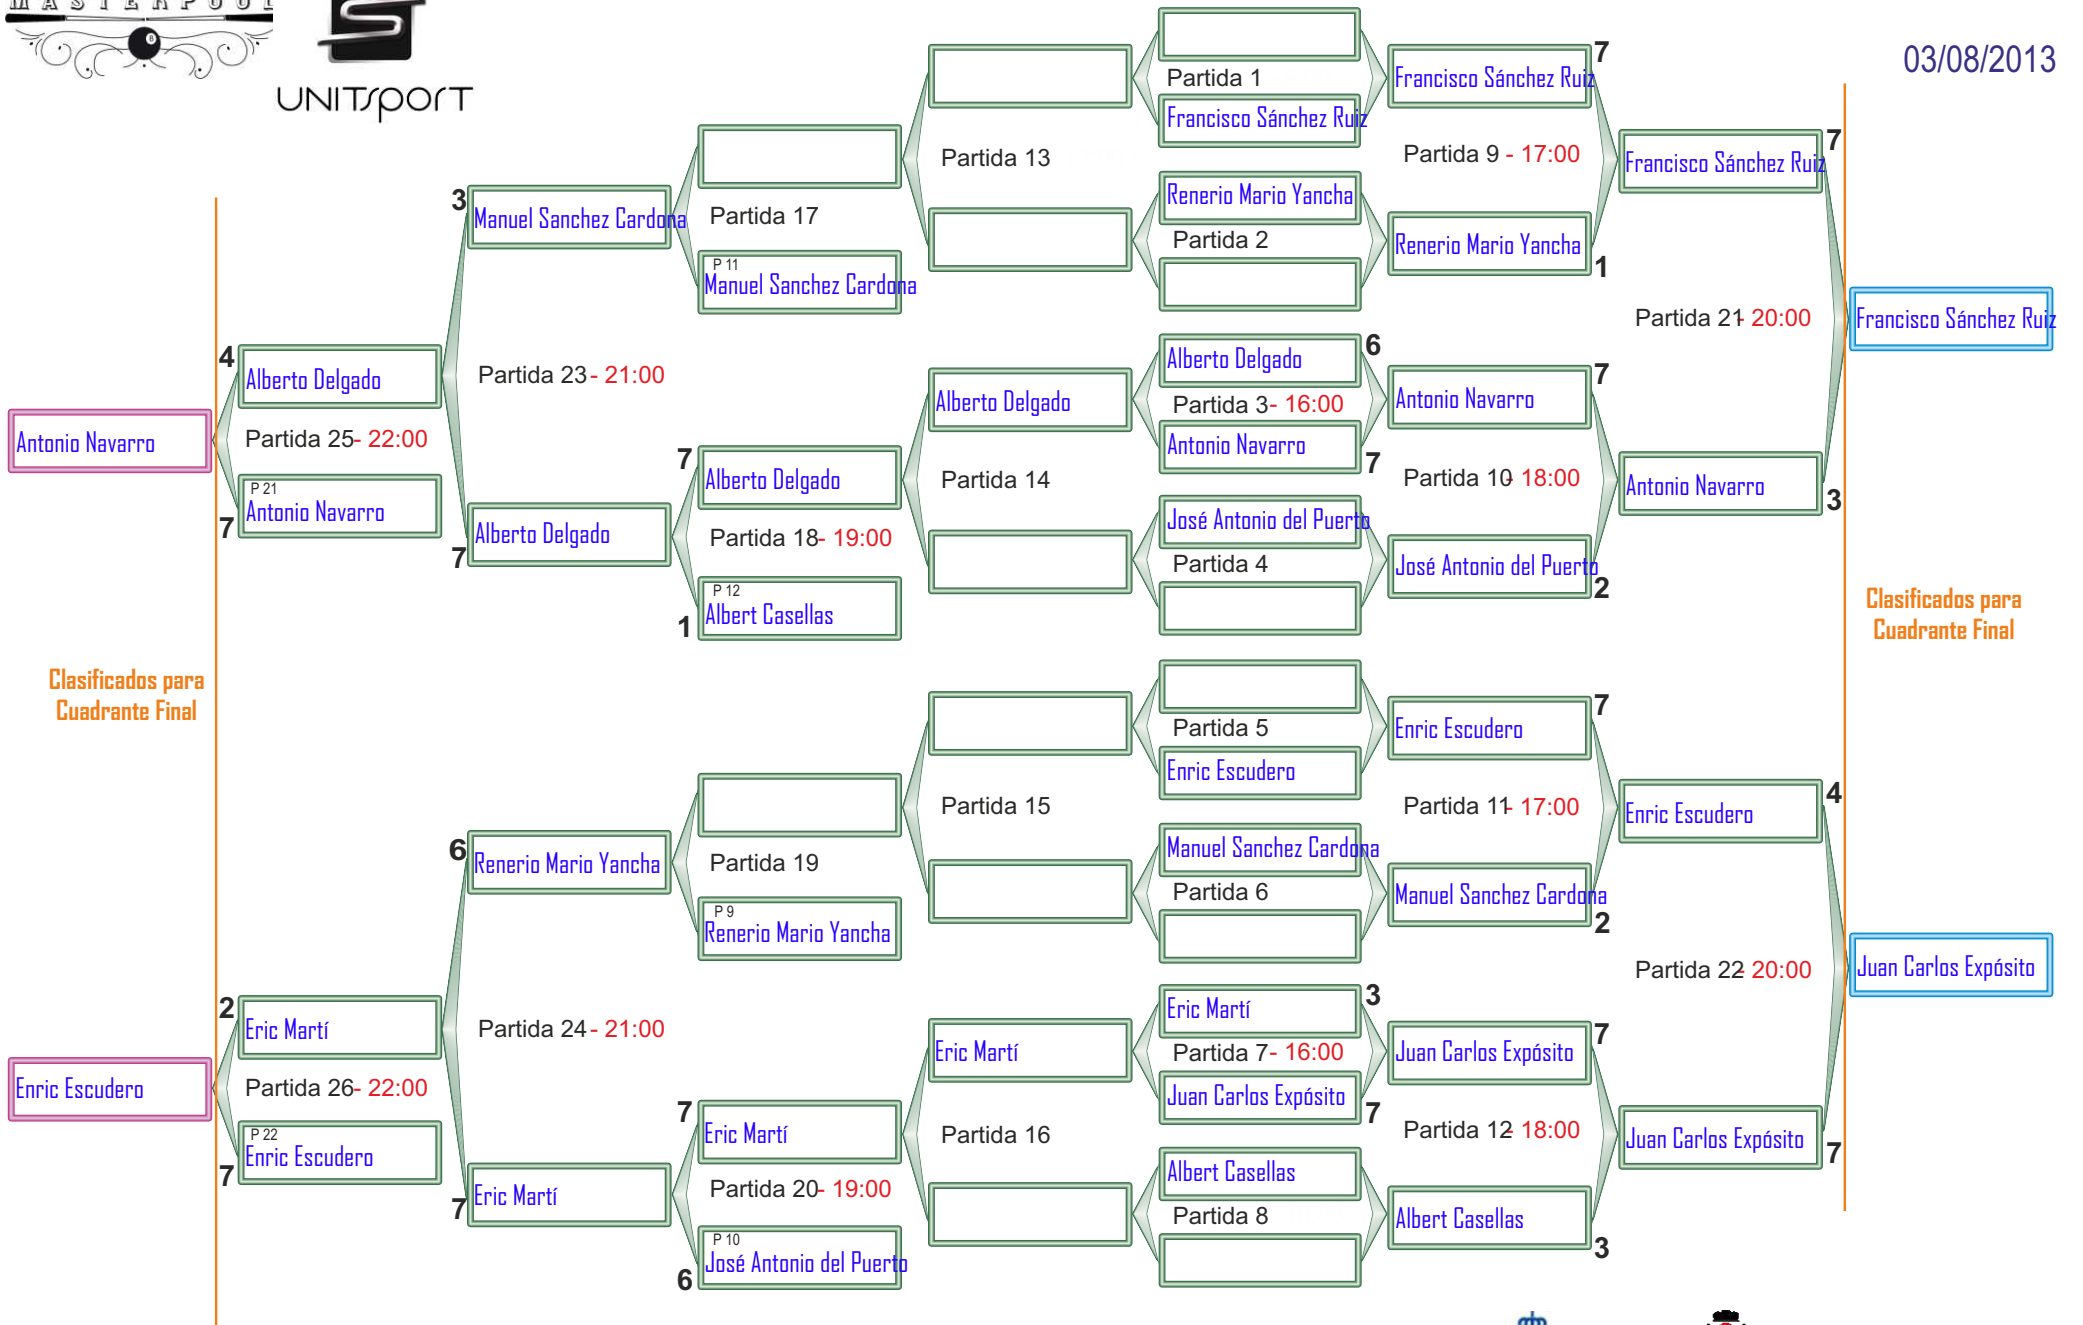 MASTERPOOL
8
UNITSPORT
03/08/2013
Clasificados para
Cuadrante Final
Antonio Navarro
Enric Escudero
4
Alberto Delgado
Partida 25- 22:00
P 21
Antonio Navarro
7
2
Eric Martí
Partida 26- 22:00
P 22
Enric Escudero
7
3
Manuel Sanchez Cardona
Partida 23- 21:00
Alberto Delgado
7
6
Renerio Mario Yancha
Partida 24- 21:00
Eric Martí
7
Partida 17
P 11
Manuel Sanchez Cardona
7
Alberto Delgado
Partida 18- 19:00
P 12
Albert Casellas
1
Partida 19
P 9
Renerio Mario Yancha
7
Eric Martí
Partida 20- 19:00
P 10
José Antonio del Puerto
6
Partida 13
Alberto Delgado
Partida 14
Partida 15
Eric Martí
Partida 16
Partida 1
Francisco Sánchez Ruiz
Renerio Mario Yancha
Partida 2
Alberto Delgado
6
Partida 3- 16:00
Antonio Navarro
7
José Antonio del Puerto
Partida 4
Partida 5
Enric Escudero
Manuel Sanchez Cardona
Partida 6
Eric Martí
3
Partida 7- 16:00
Juan Carlos Expósito
7
Albert Casellas
Partida 8
7
Francisco Sánchez Ruiz
Partida 9 - 17:00
Renerio Mario Yancha
1
7
Antonio Navarro
Partida 10- 18:00
José Antonio del Puerto
2
7
Enric Escudero
Partida 11- 17:00
Manuel Sanchez Cardona
2
7
Juan Carlos Expósito
Partida 12- 18:00
Albert Casellas
3
7
Francisco Sánchez Ruiz
Partida 21- 20:00
Antonio Navarro
3
4
Enric Escudero
Partida 22- 20:00
Juan Carlos Expósito
7
Francisco Sánchez Ruiz
Clasificados para
Cuadrante Final
Juan Carlos Expósito